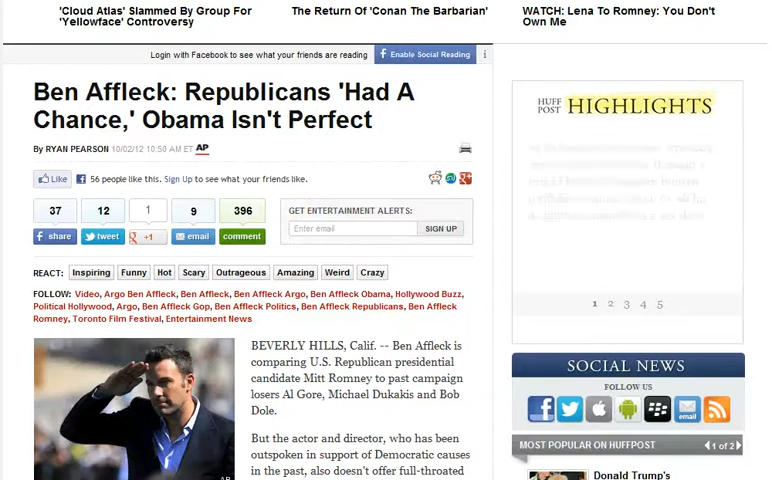 'Cloud Atlas' Slammed By Group For
'Yellowface' Controversy
The Return Of 'Conan The Barbarian'
WATCH: Lena To Romney: You Don't
Own Me
Login with Facebook to see what your friends are reading
Enable Social Reading
Ben Affleck: Republicans 'Had A
Chance,' Obama Isn't Perfect
By RYAN PEARSON 10/02/12 10:50 AM ET AP
Like
56 people like this. Sign Up to see what your friends like.
37
12
1
9
396
share
tweet
+1
email
comment
GET ENTERTAINMENT ALERTS:
Enter email
SIGN UP
REACT: Inspiring Funny Hot Scary Outrageous Amazing Weird Crazy
FOLLOW: Video, Argo Ben Affleck, Ben Affleck, Ben Affleck Argo, Ben Affleck Obama, Hollywood Buzz,
Political Hollywood, Argo, Ben Affleck Gop, Ben Affleck Politics, Ben Affleck Republicans, Ben Affleck
Romney, Toronto Film Festival, Entertainment News
BEVERLY HILLS, Calif. -- Ben Affleck is
comparing U.S. Republican presidential
candidate Mitt Romney to past campaign
losers Al Gore, Michael Dukakis and Bob
Dole.
But the actor and director, who has been
outspoken in support of Democratic causes
in the past, also doesn't offer full-throated
AP
HUFF
POST
HIGHLIGHTS
1 2 3 4 5
SOCIAL NEWS
FOLLOW US
email
MOST POPULAR ON HUFFPOST
1 of 2
Donald Trump's